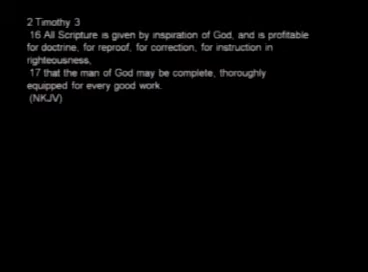 2 Timothy 3
16 All Scripture is given by inspiration of God, and is profitable
for doctrine, for reproof, for correction, for instruction in
righteousness,
17 that the man of God may be complete, thoroughly
equipped for every good work.
(NKJV)